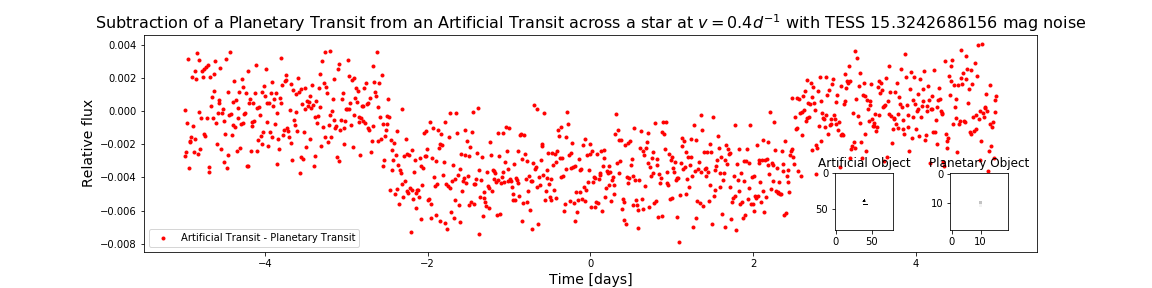 Subtraction of a Planetary Transit from an Artificial Transit across a star at v = 0.4d⁻¹ with TESS 15.3242686156 mag noise
0.004
0.002
0.000
−0.002
−0.004
−0.006
−0.008
Relative flux
Artificial Transit - Planetary Transit
Artificial Object
0
50
0 50
Planetary Object
0
10
0 10
−4 −2 0 2 4
Time [days]